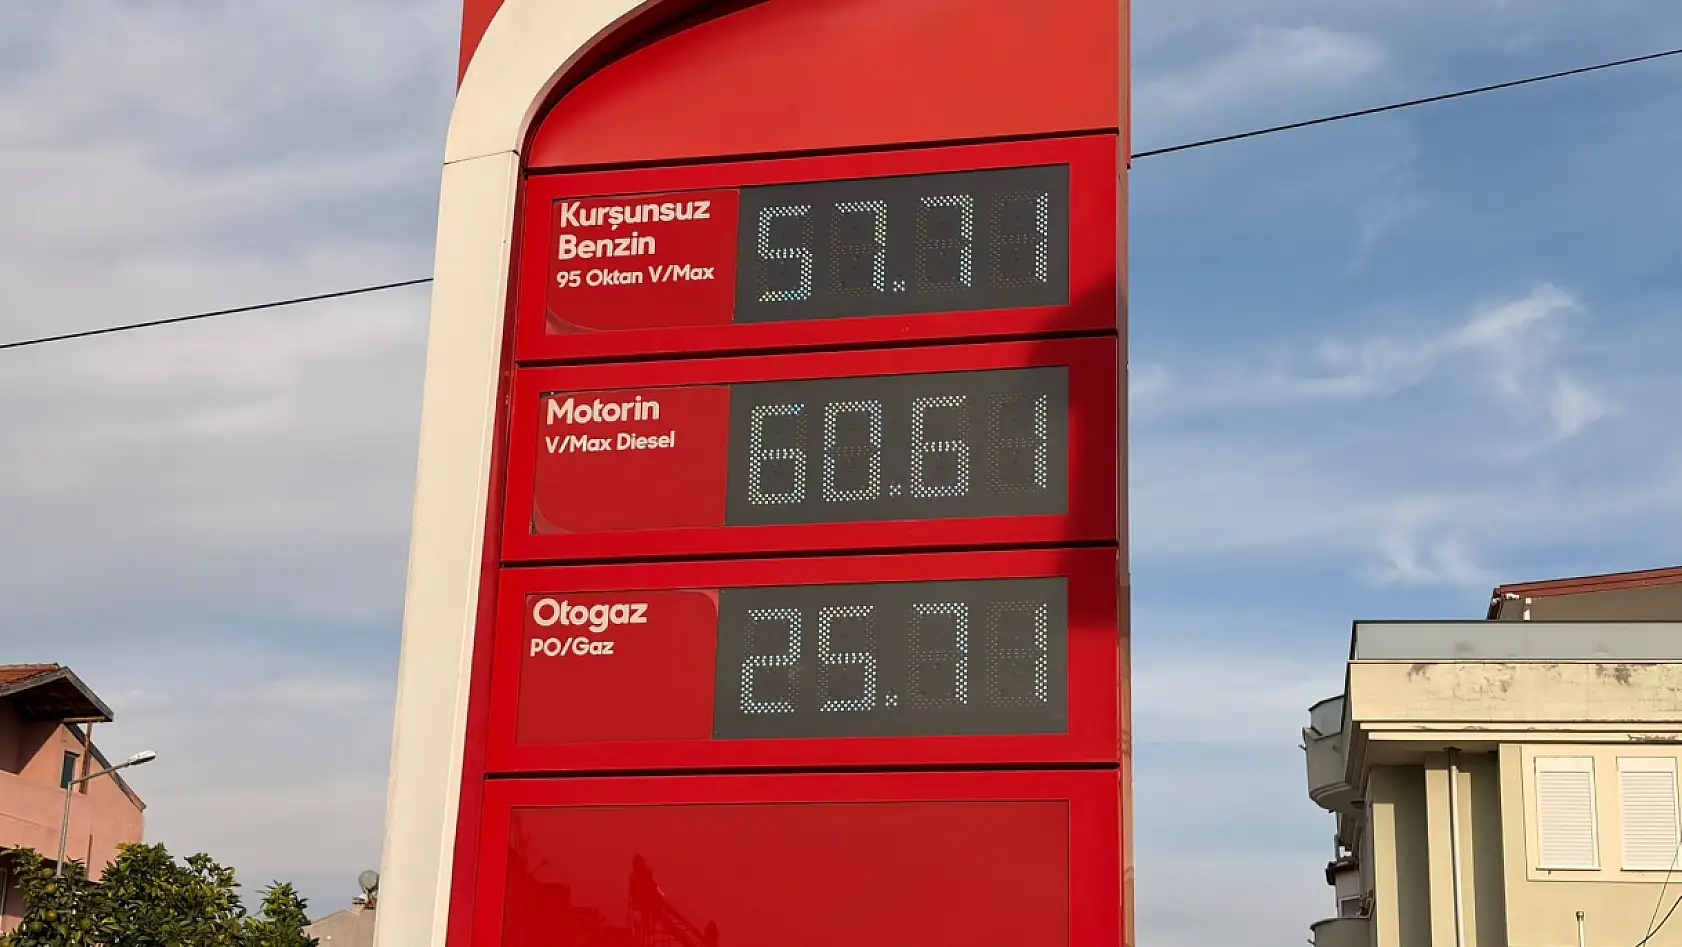 Kurşunsuz
Benzin
95 Oktan V/Max
57.71
Motorin
V/Max Diesel
60.61
Otogaz
PO/Gaz
25.71